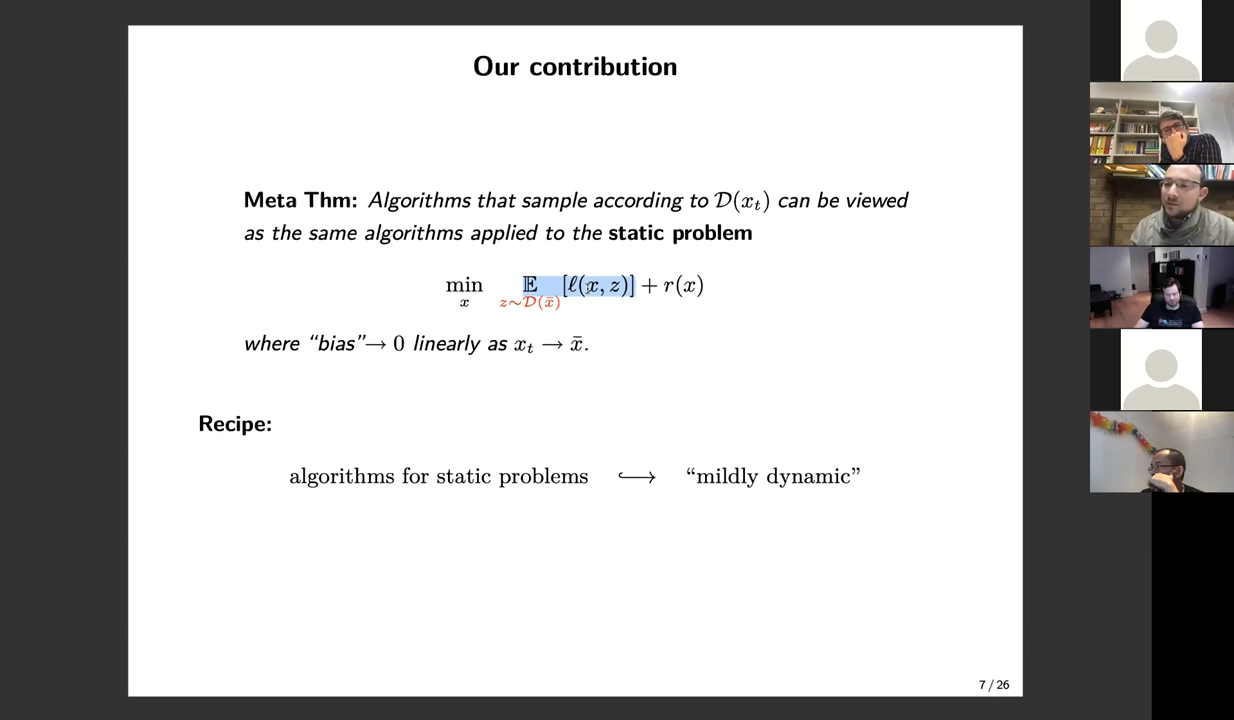 Our contribution
Meta Thm: Algorithms that sample according to 𝒟(x_t) can be viewed
as the same algorithms applied to the static problem
min_x 𝔼_{z∼𝒟(x̄)} [ℓ(x, z)] + r(x)
where “bias”→ 0 linearly as x_t → x̄.
Recipe:
algorithms for static problems ↪ “mildly dynamic”
7 / 26